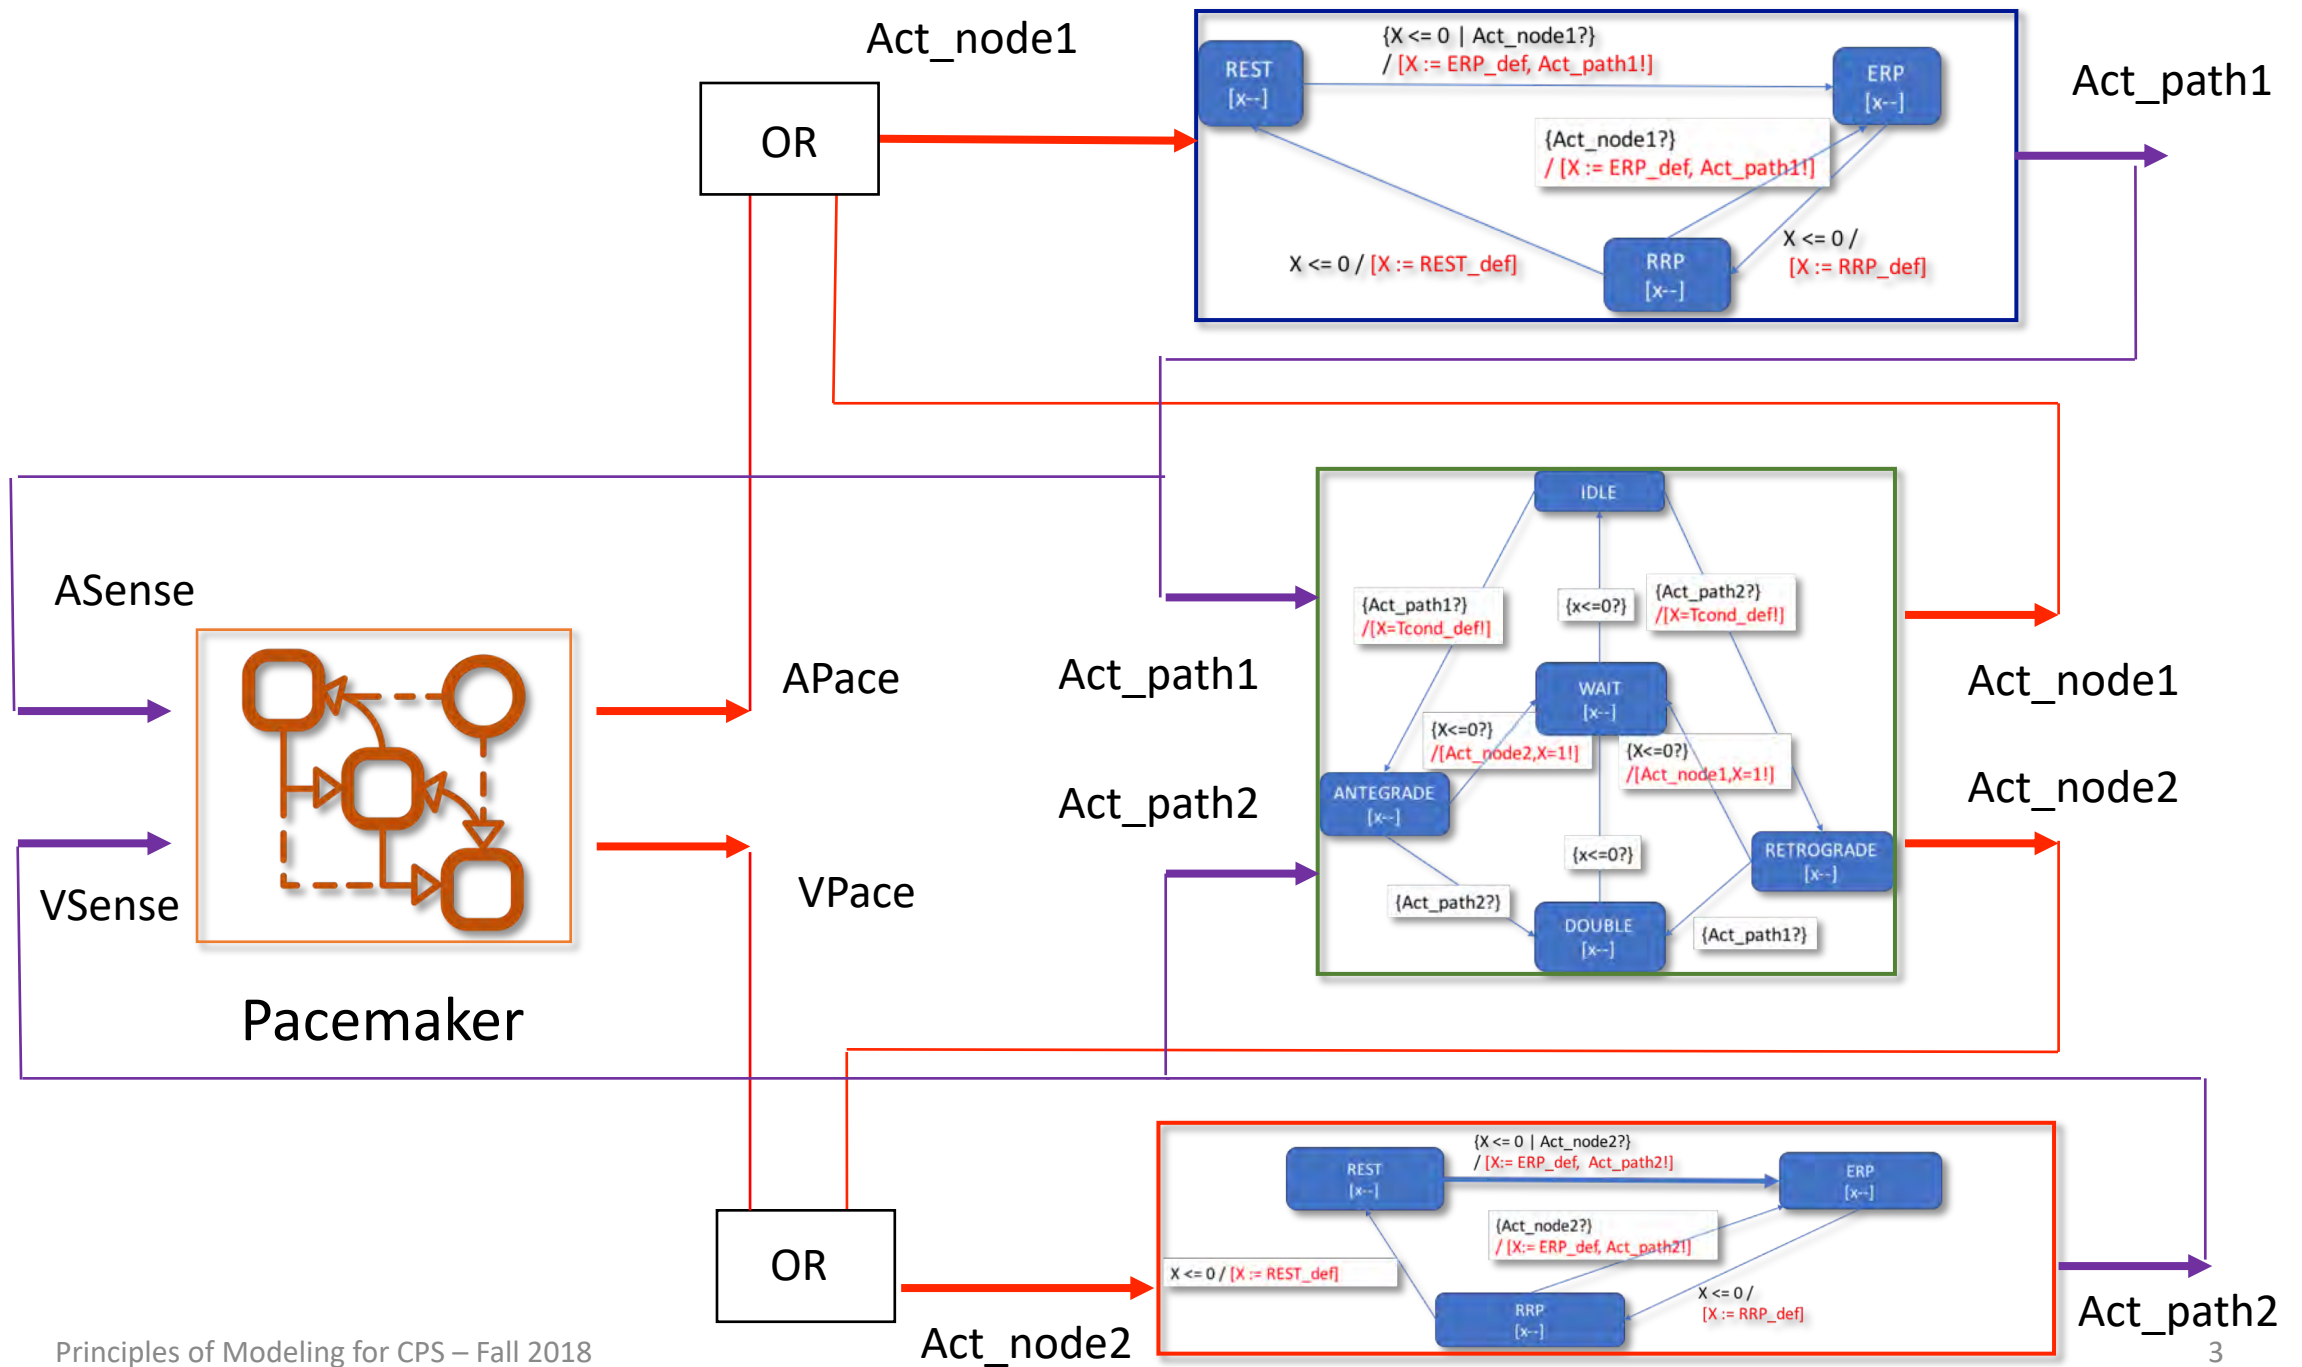 Act_node1
{X <= 0 | Act_node1?}
/ [X := ERP_def, Act_path1!]
REST
[x--]
ERP
[x--]
Act_path1
OR
{Act_node1?}
/ [X := ERP_def, Act_path1!]
X <= 0 / [X := REST_def]
RRP
[x--]
X <= 0 /
[X := RRP_def]
IDLE
ASense
{Act_path1?}
/[X=Tcond_def!]
{x<=0?}
{Act_path2?}
/[X=Tcond_def!]
APace
Act_path1
WAIT
[x--]
Act_node1
{X<=0?}
/[Act_node2,X=1!]
{X<=0?}
/[Act_node1,X=1!]
Act_path2
ANTEGRADE
[x--]
Act_node2
{x<=0?}
RETROGRADE
[x--]
VSense
VPace
{Act_path2?}
DOUBLE
[x--]
{Act_path1?}
Pacemaker
{X <= 0 | Act_node2?}
/ [X:= ERP_def, Act_path2!]
REST
[x--]
ERP
[x--]
{Act_node2?}
/ [X:= ERP_def, Act_path2!]
OR
X <= 0 / [X := REST_def]
RRP
[x--]
X <= 0 /
[X := RRP_def]
Act_path2
Act_node2
Principles of Modeling for CPS – Fall 2018
3